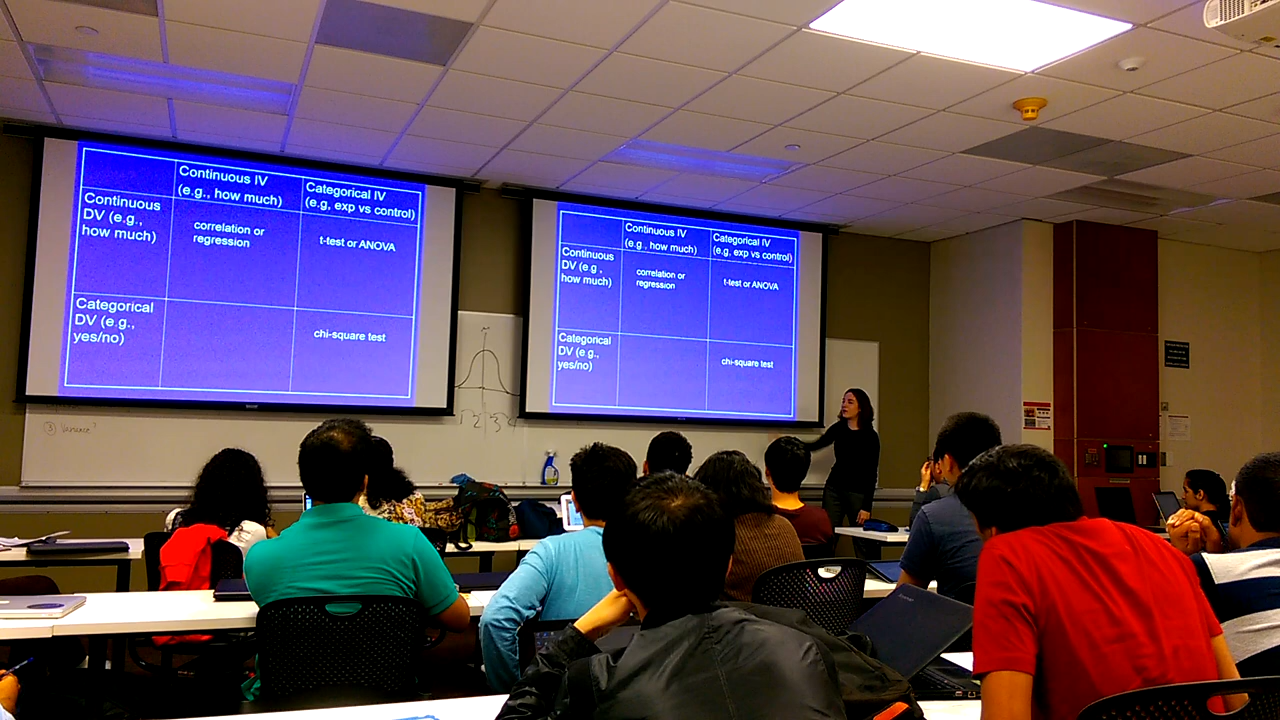 Continuous IV
(e.g., how much)
Categorical IV
(e.g, exp vs control)
Continuous
DV (e.g.,
how much)
correlation or
regression
t-test or ANOVA
Categorical
DV (e.g.,
yes/no)
chi-square test
Continuous IV
(e.g., how much)
Categorical IV
(e.g, exp vs control)
Continuous
DV (e.g.,
how much)
correlation or
regression
t-test or ANOVA
Categorical
DV (e.g.,
yes/no)
chi-square test
③ Variance?